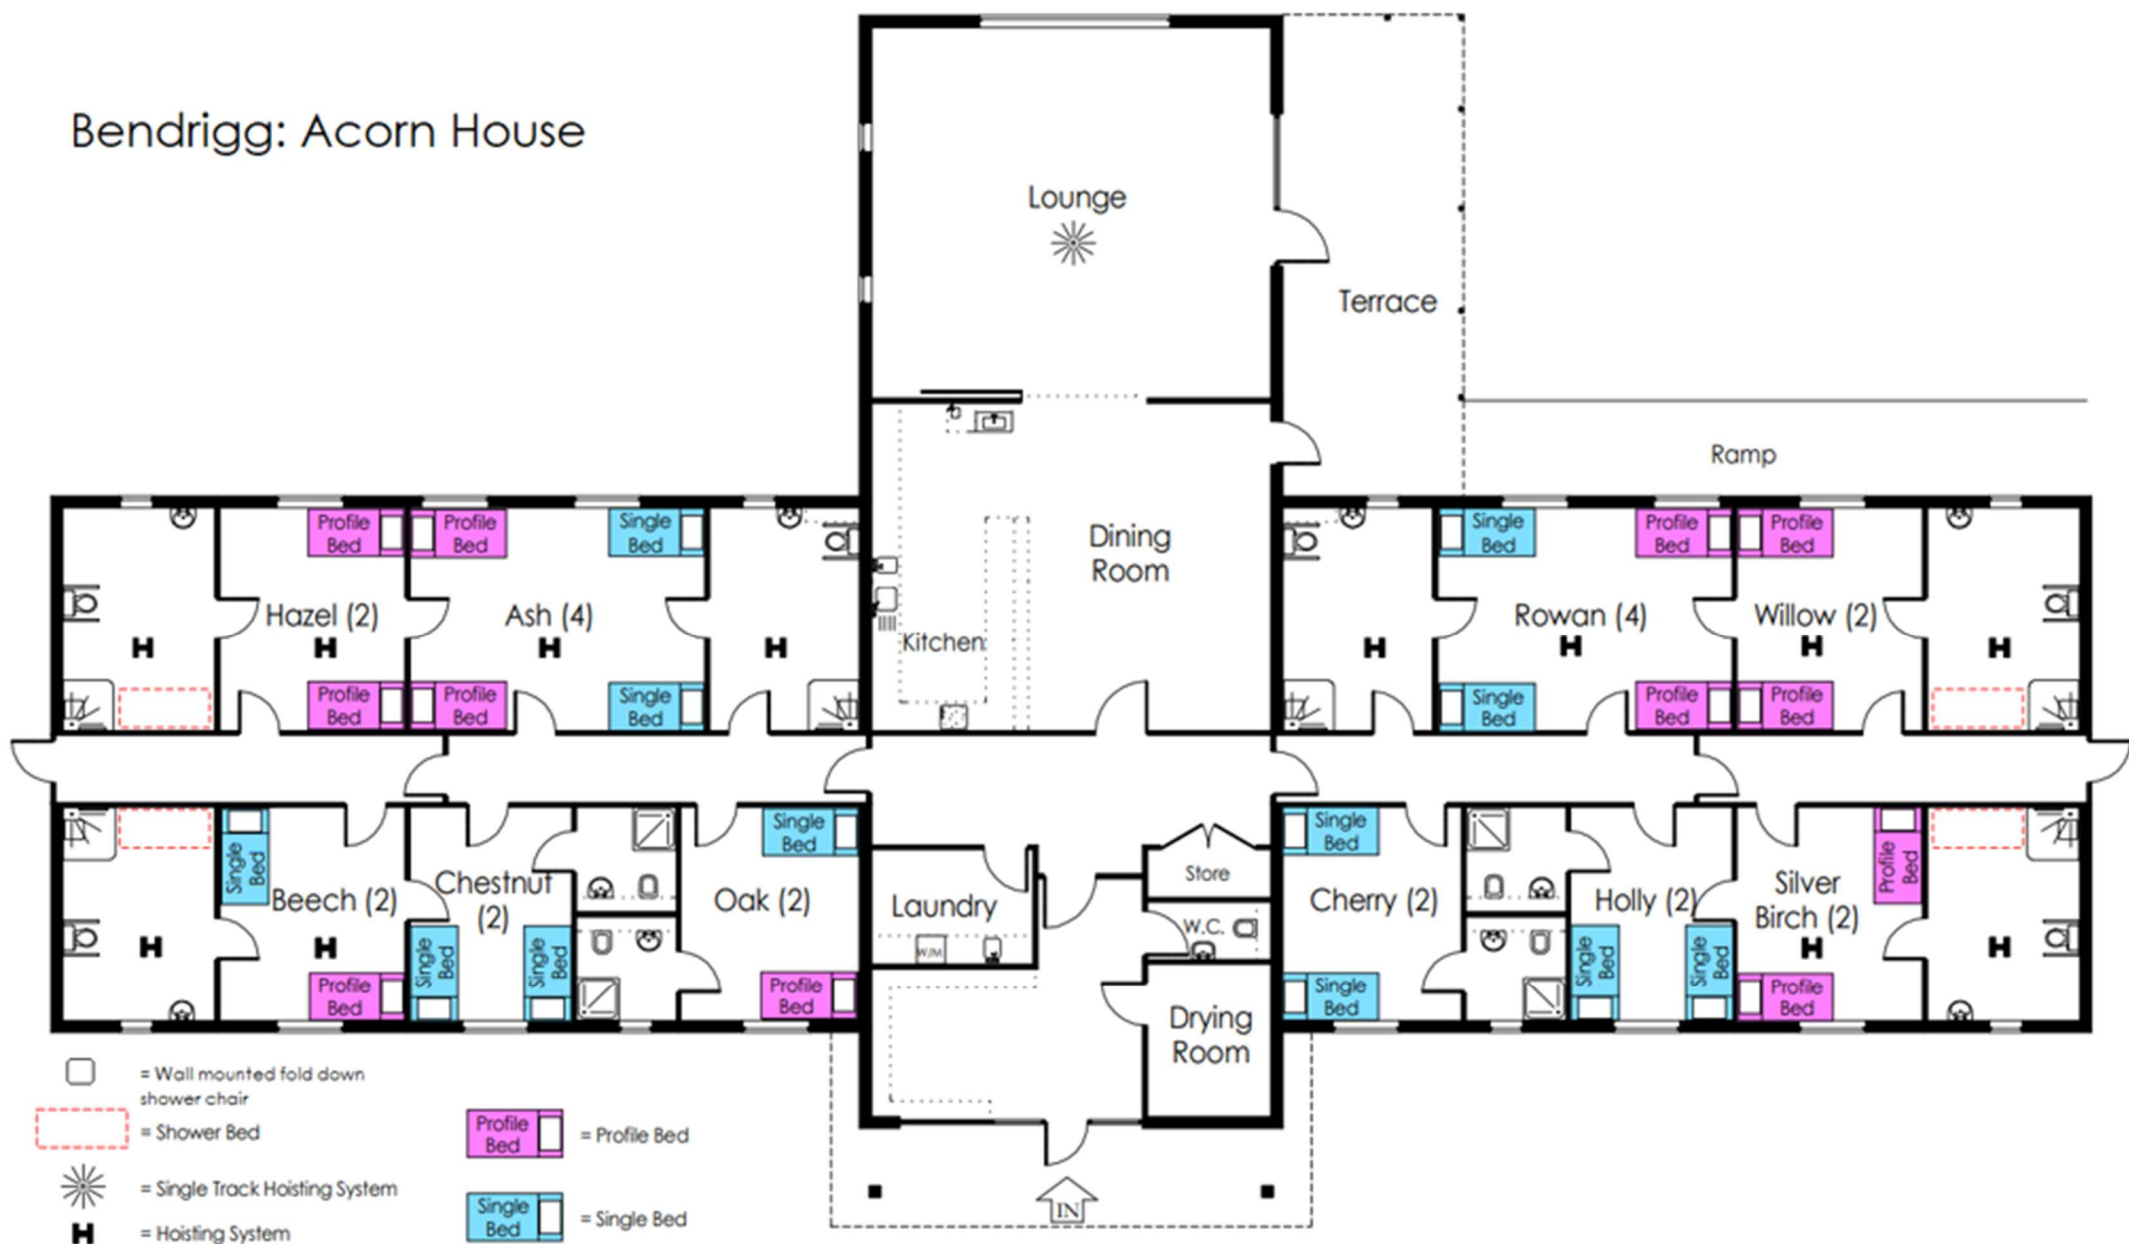 Bendrigg: Acorn House
Lounge
Terrace
Ramp
Dining
Room
Kitchen
Profile
Bed
Profile
Bed
Single
Bed
Hazel (2)
H
H
Ash (4)
H
H
Profile
Bed
Profile
Bed
Single
Bed
Single
Bed
Profile
Bed
Profile
Bed
H
Rowan (4)
H
Willow (2)
H
H
Single
Bed
Profile
Bed
Profile
Bed
Single
Bed
Beech (2)
H
H
Profile
Bed
Chestnut
(2)
Single
Bed
Single
Bed
Single
Bed
Oak (2)
Profile
Bed
Laundry
W/M
Store
W.C.
Drying
Room
Single
Bed
Cherry (2)
Single
Bed
Holly (2)
Single
Bed
Single
Bed
Profile
Bed
Silver
Birch (2)
H
H
Profile
Bed
IN
= Wall mounted fold down
shower chair
= Shower Bed
= Single Track Hoisting System
H = Hoisting System
Profile
Bed
= Profile Bed
Single
Bed
= Single Bed